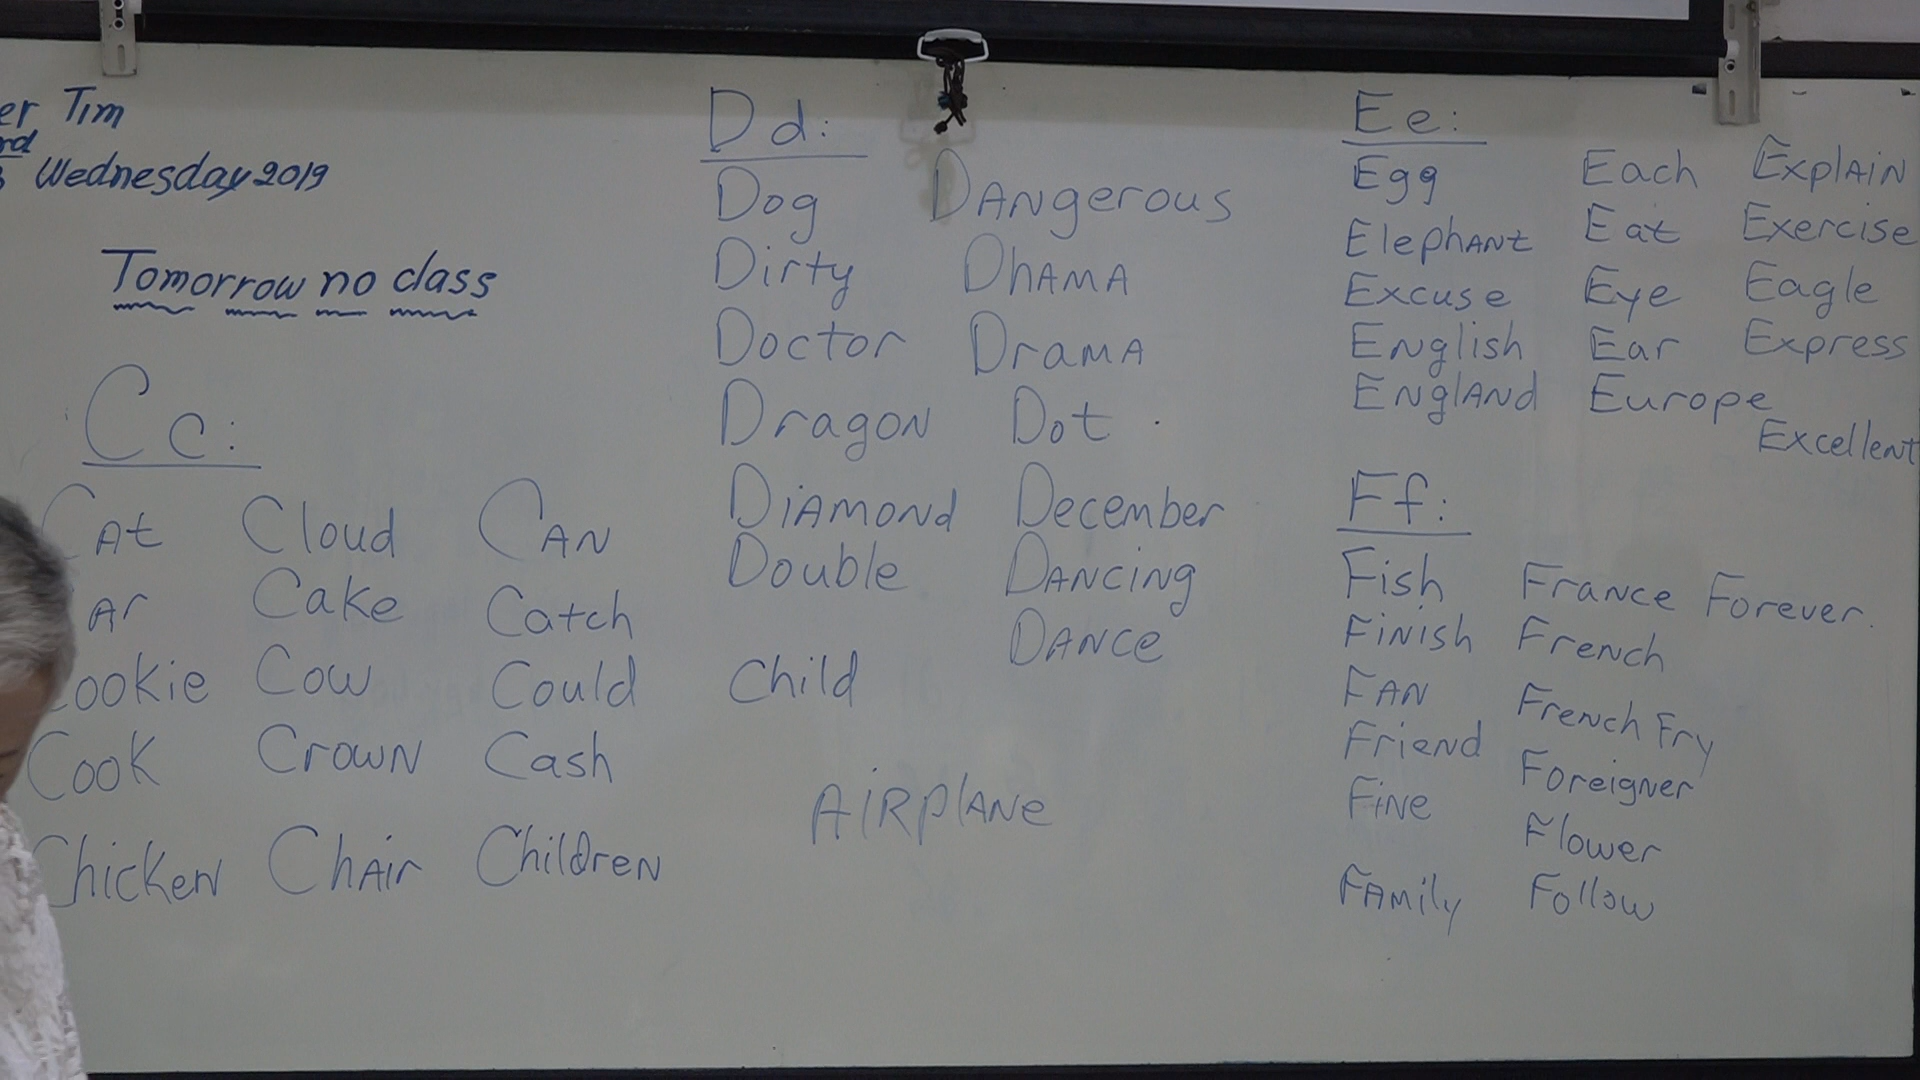 er Tim
rd
Wednesday 2019
Tomorrow no class
Cc:
CAt Cloud CAN
Ar Cake Catch
Cookie Cow Could
Cook Crown Cash
Chicken Chair Children
Dd:
Dog Dangerous
Dirty DhAMA
Doctor Drama
Dragon Dot .
Diamond December
Double Dancing
Dance
Child
AIRplANE
Ee:
Egg Each Explain
Elephant Eat Exercise
Excuse Eye Eagle
English Ear Express
England Europe
Excellent
Ff:
Fish France Forever.
Finish French
Fan French Fry
Friend Foreigner
Fine Flower
Family Follow